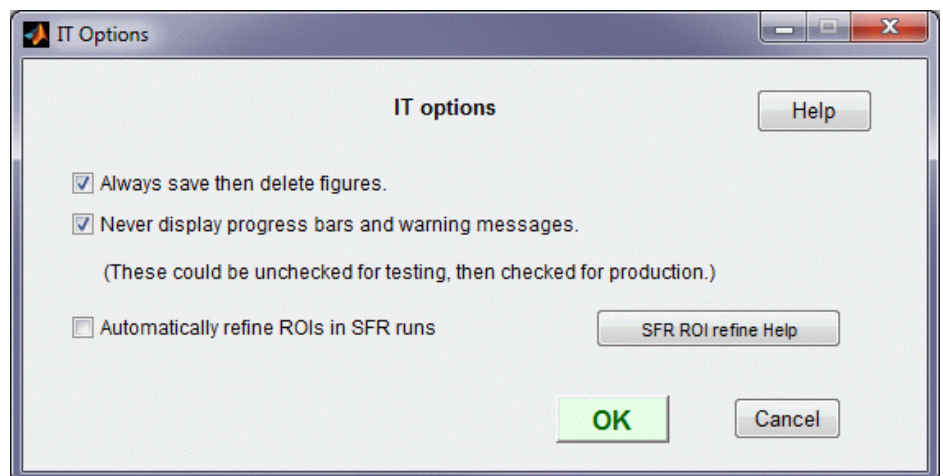 IT Options
IT options
Help
Always save then delete figures.
Never display progress bars and warning messages.
(These could be unchecked for testing, then checked for production.)
Automatically refine ROIs in SFR runs
SFR ROI refine Help
OK
Cancel